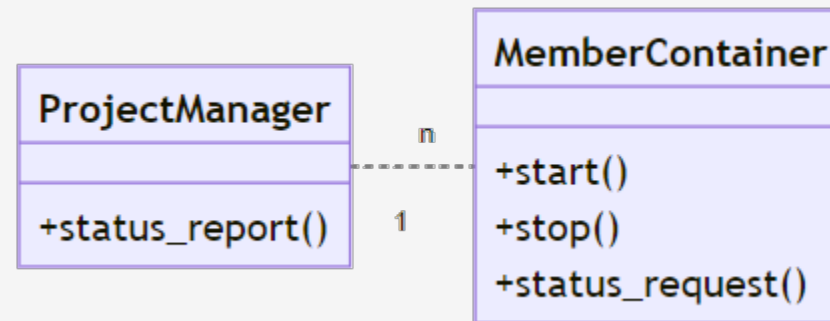 ProjectManager
+status_report()
n
1
MemberContainer
+start()
+stop()
+status_request()